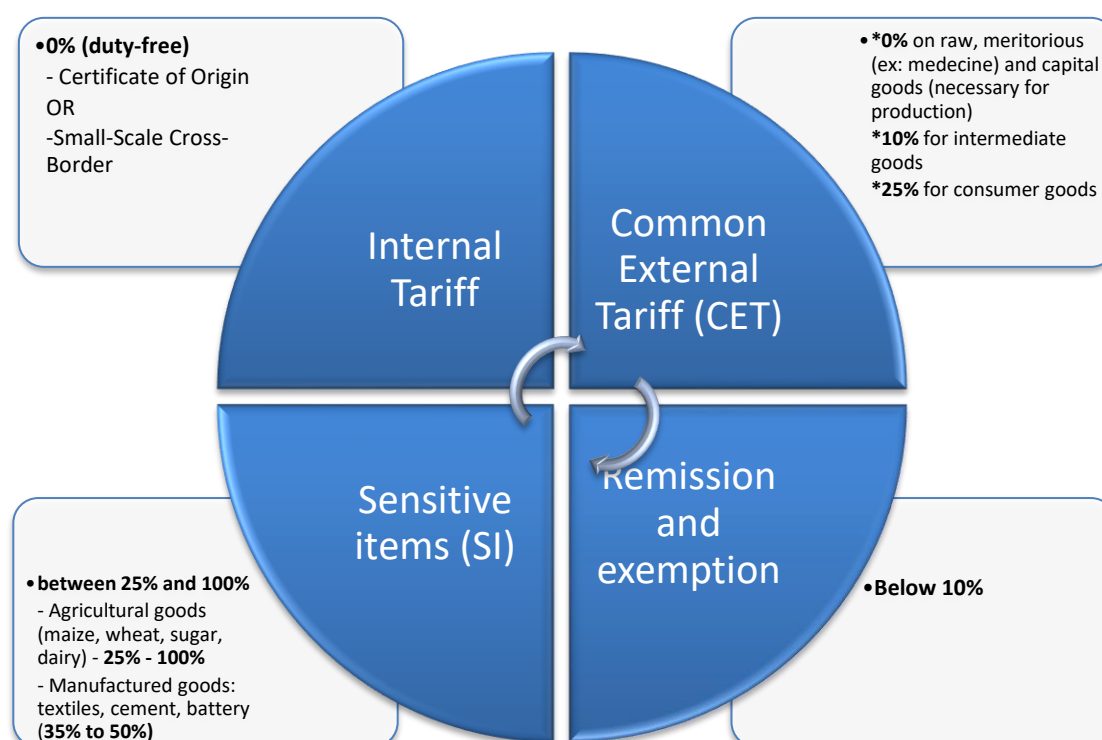 •0% (duty-free)
- Certificate of Origin
OR
-Small-Scale Cross-
Border
• *0% on raw, meritorious
(ex: medecine) and capital
goods (necessary for
production)
*10% for intermediate
goods
*25% for consumer goods
Internal
Tariff
Common
External
Tariff (CET)
Sensitive
items (SI)
Remission
and
exemption
•between 25% and 100%
- Agricultural goods
(maize, wheat, sugar,
dairy) - 25% - 100%
- Manufactured goods:
textiles, cement, battery
(35% to 50%)
•Below 10%